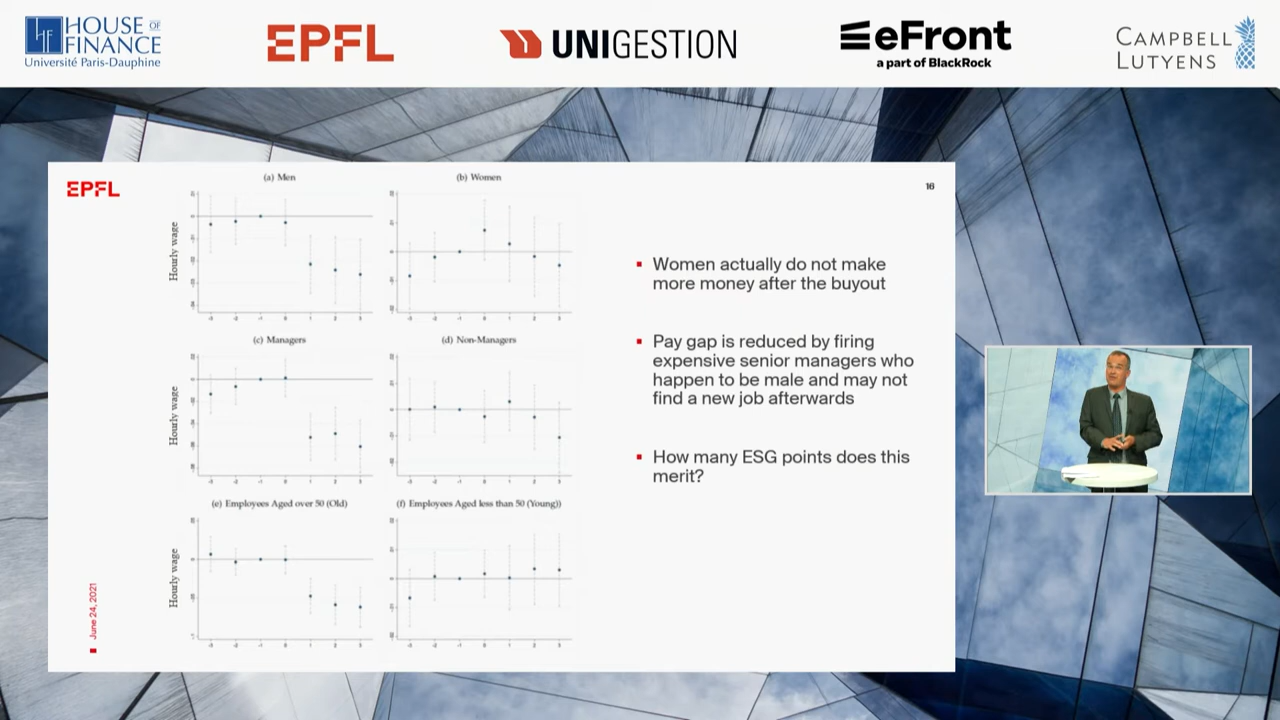 HOUSE OF
FINANCE
Université Paris-Dauphine
EPFL
UNIGESTION
eFront
a part of BlackRock
CAMPBELL
LUTYENS
EPFL
16
(a) Men
(b) Women
Hourly wage
(c) Managers
(d) Non-Managers
Hourly wage
(e) Employees Aged over 50 (Old)
(f) Employees Aged less than 50 (Young))
Hourly wage
Women actually do not make
more money after the buyout
Pay gap is reduced by firing
expensive senior managers who
happen to be male and may not
find a new job afterwards
How many ESG points does this
merit?
June 24, 2021